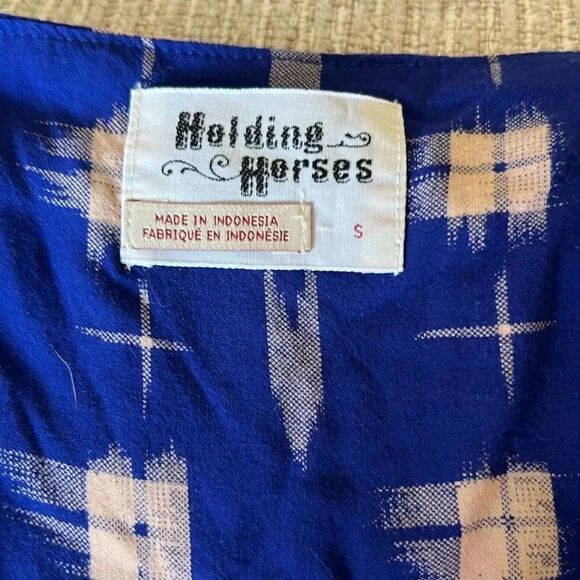 Holding
Horses
MADE IN INDONESIA
FABRIQUÉ EN INDONÉSIE
S